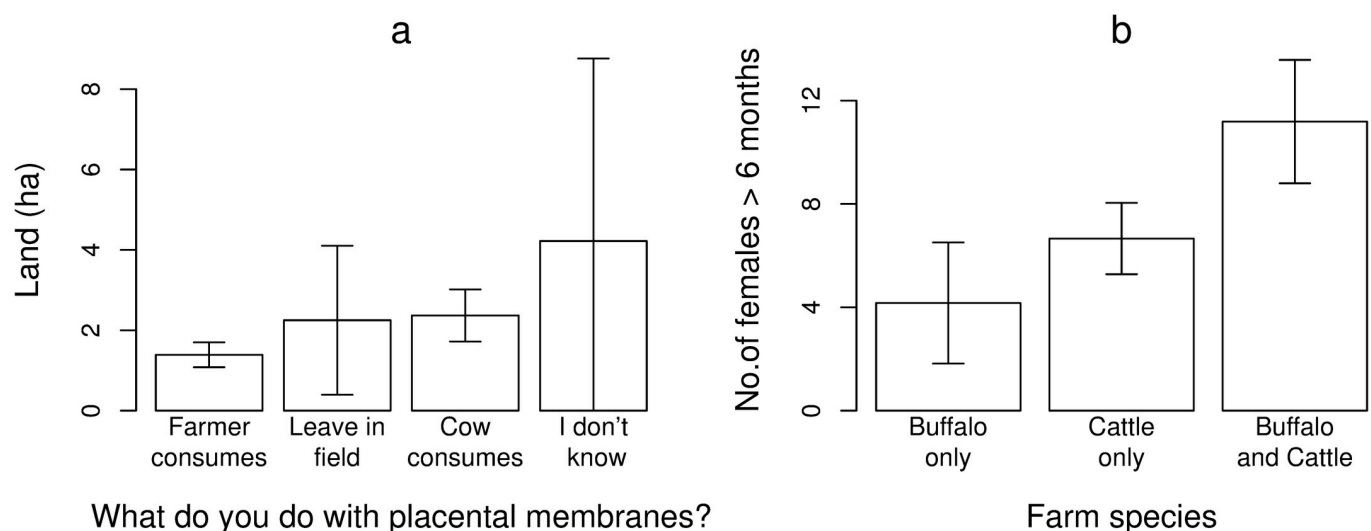 a
Land (ha)
8
6
4
2
0
Farmer
consumes
Leave in
field
Cow
consumes
I don't
know
What do you do with placental membranes?
b
No.of females > 6 months
12
8
4
0
Buffalo
only
Cattle
only
Buffalo
and Cattle
Farm species